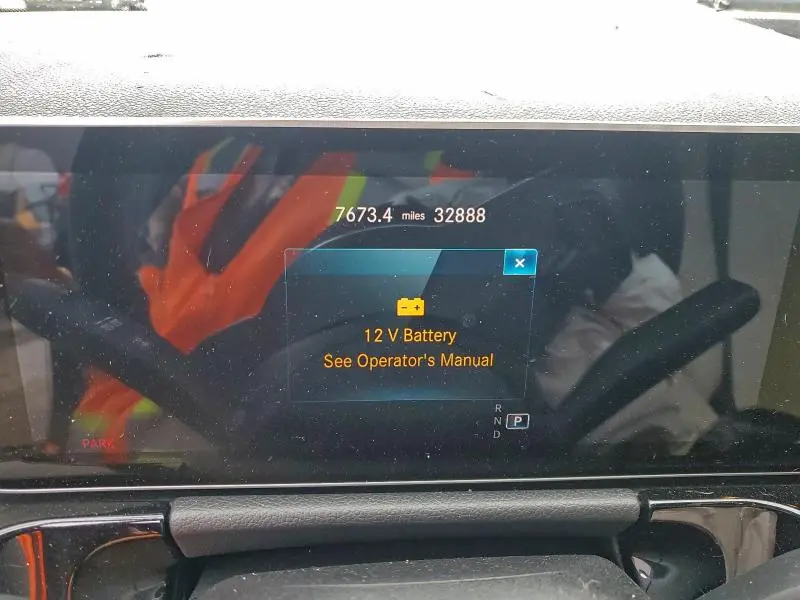 7673.4 miles 32888
×
12 V Battery
See Operator's Manual
R
N P
D
PARK